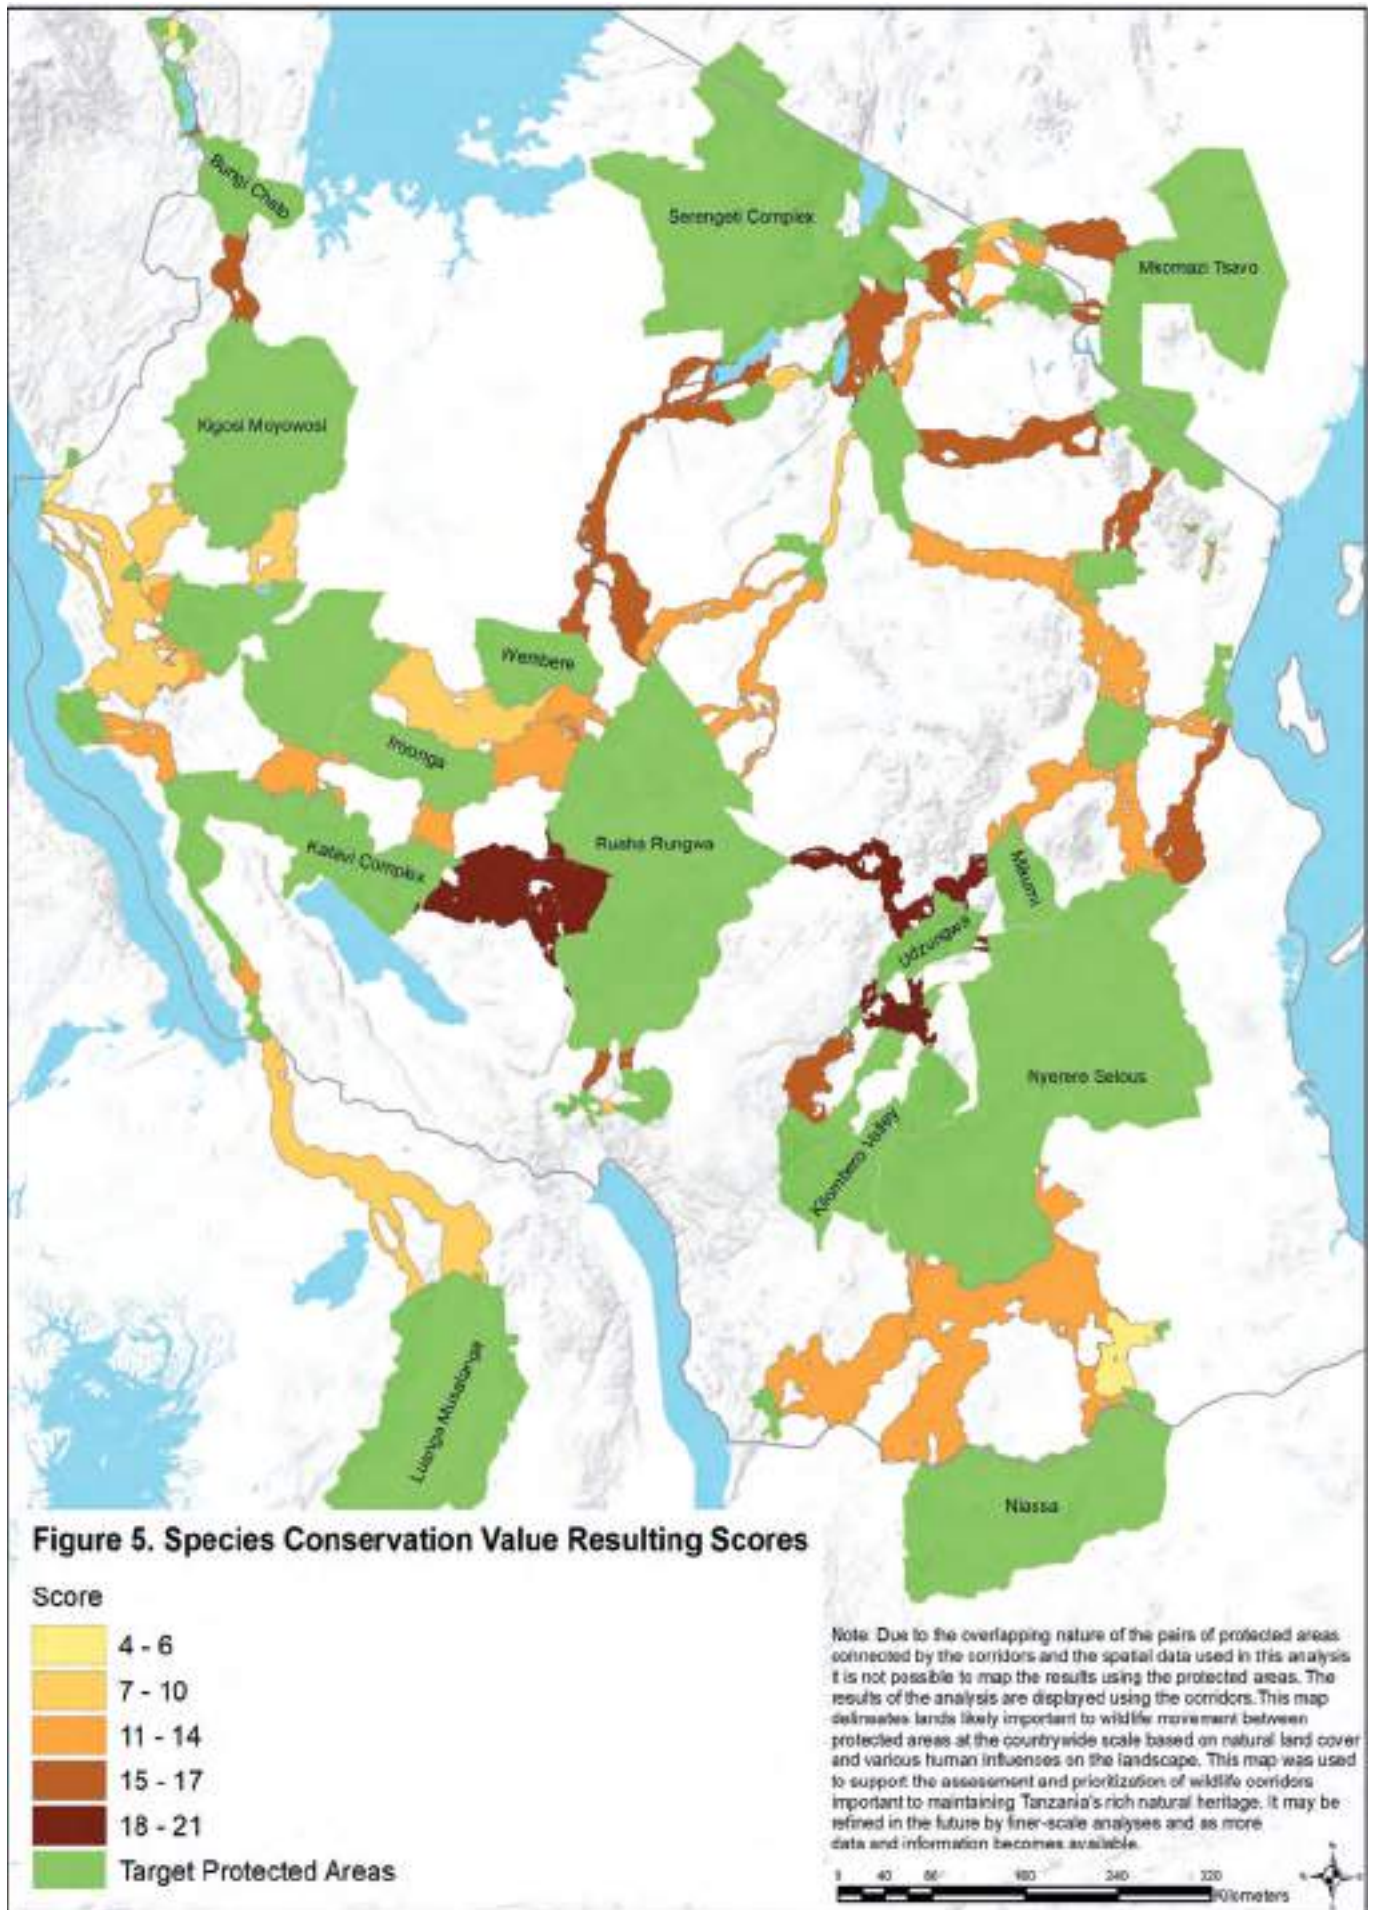 Burigi Chato
Serengeti Complex
Mkomazi Tsavo
Kigosi Moyowosi
Wembere
Inyonga
Rusha Rungwa
Katavi Complex
Mikumi
Udzungwa
Nyerere Selous
Kilombero Valley
Luanga Musalanga
Niassa
Figure 5. Species Conservation Value Resulting Scores
Score
4 - 6
7 - 10
11 - 14
15 - 17
18 - 21
Target Protected Areas
Note: Due to the overlapping nature of the pairs of protected areas
connected by the corridors and the spatial data used in this analysis
it is not possible to map the results using the protected areas. The
results of the analysis are displayed using the corridors. This map
delineates lands likely important to wildlife movement between
protected areas at the countrywide scale based on natural land cover
and various human influences on the landscape. This map was used
to support the assessment and prioritization of wildlife corridors
important to maintaining Tanzania's rich natural heritage. It may be
refined in the future by finer-scale analyses and as more
data and information becomes available.
40 80 160 240 320
Kilometers